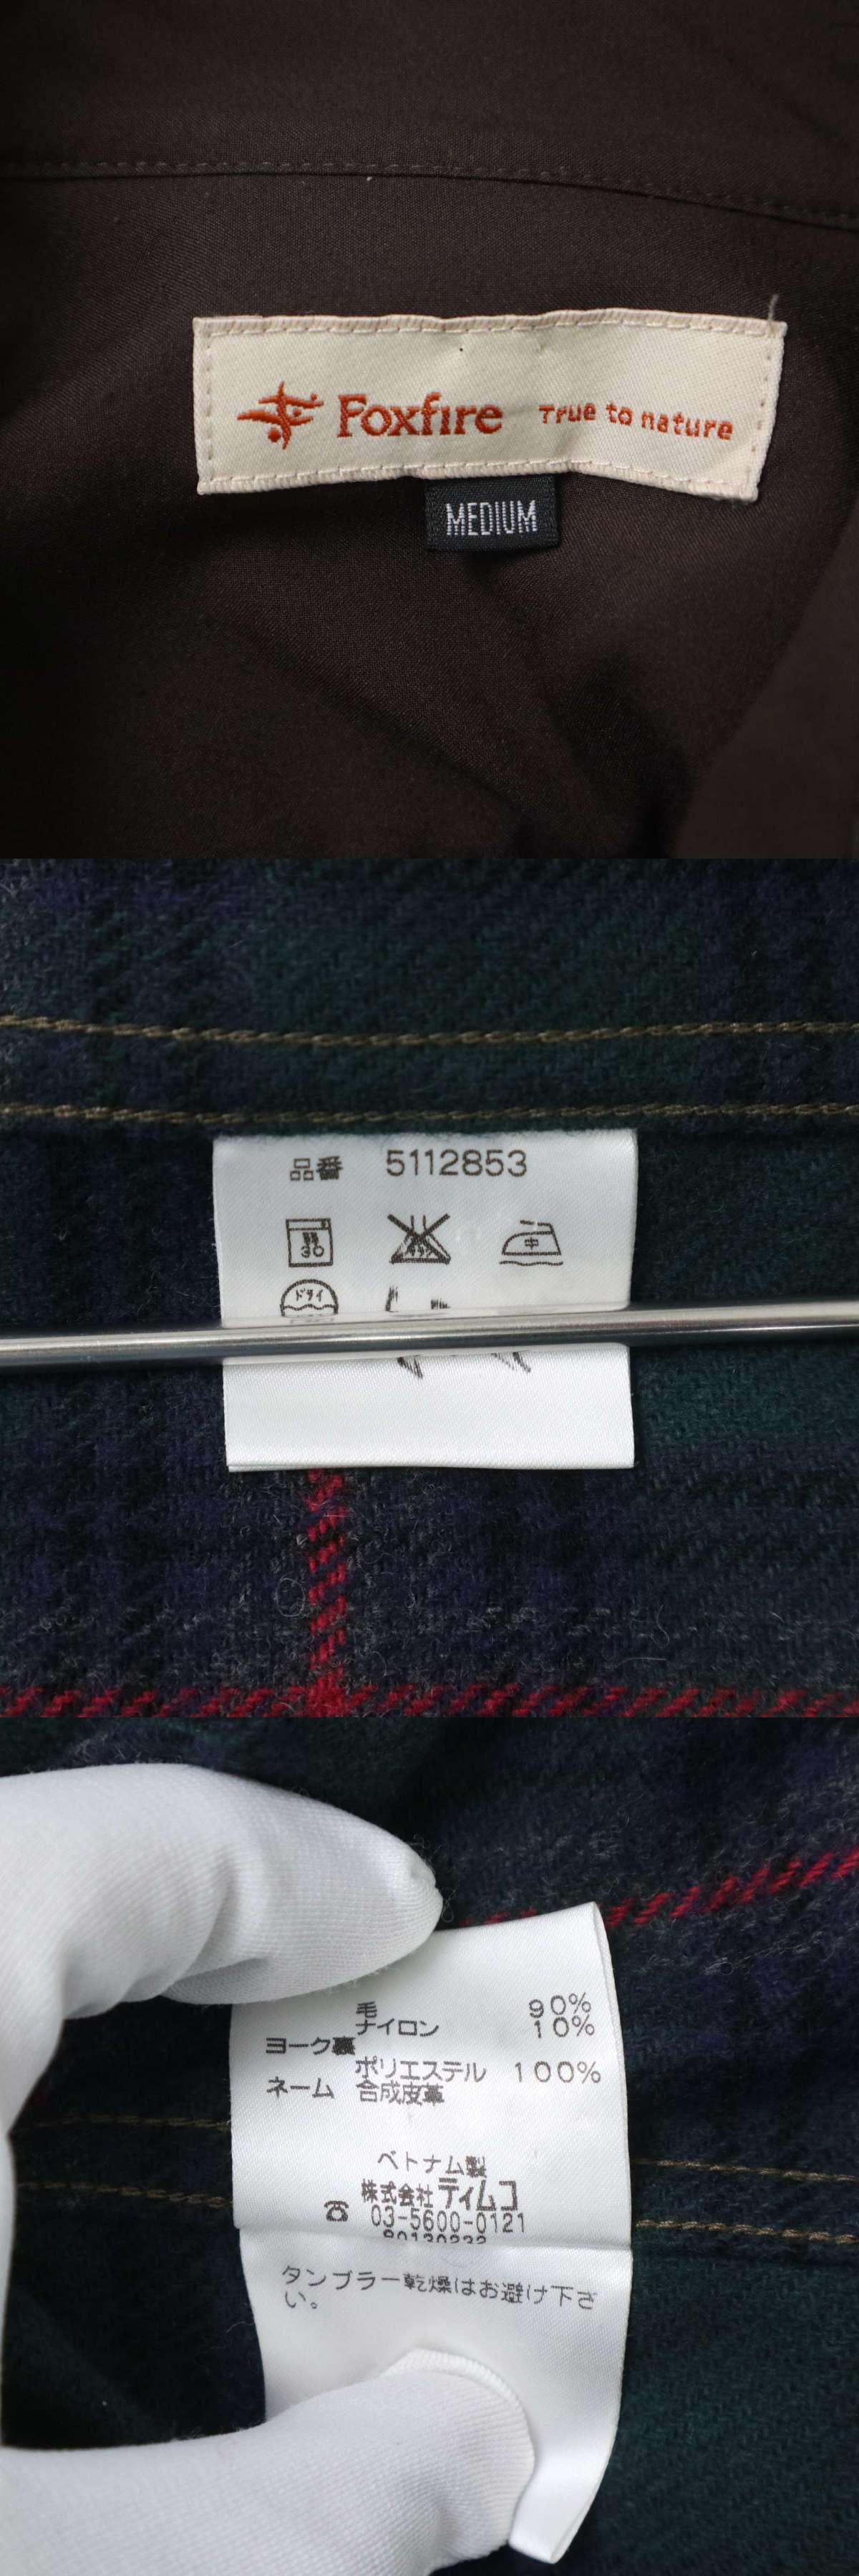 Foxfire True to nature
MEDIUM
品番 5112853
弱
30
中
ドライ
毛 90%
ナイロン 10%
ヨーク裏
ポリエステル 100%
ネーム 合成皮革
ベトナム製
株式会社 ティムコ
☎ 03-5600-0121
タンブラー乾燥はお避け下さ
い。